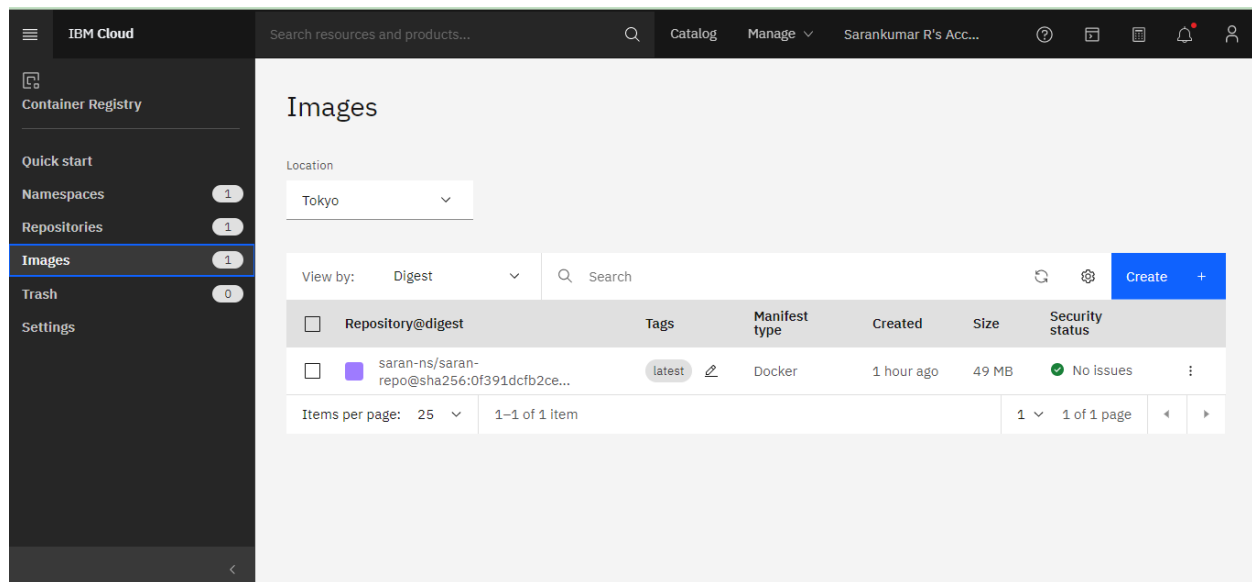 IBM Cloud
Search resources and products...
Catalog
Manage
Sarankumar R's Acc...
Container Registry
Quick start
Namespaces 1
Repositories 1
Images 1
Trash 0
Settings
Images
Location
Tokyo
View by: Digest
Search
Create +
Repository@digest Tags Manifest type Created Size Security status
saran-ns/saran-
repo@sha256:0f391dcfb2ce...
latest
Docker
1 hour ago
49 MB
No issues
Items per page: 25
1–1 of 1 item
1
1 of 1 page